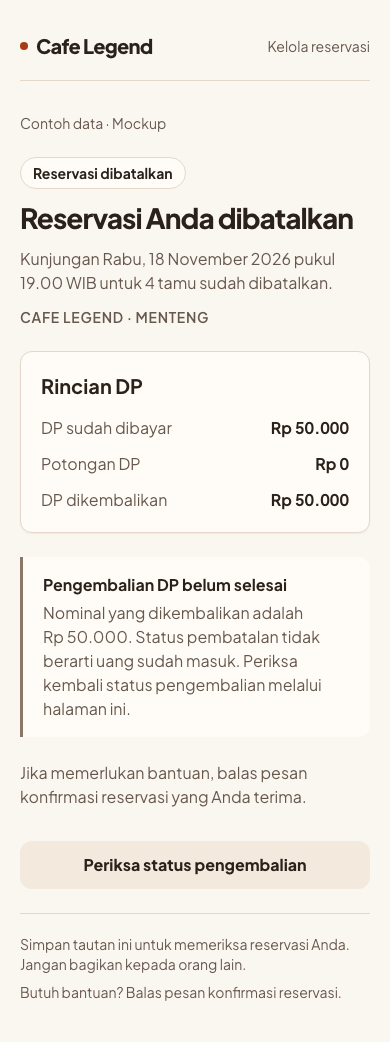 Cafe Legend
Kelola reservasi
Contoh data · Mockup
Reservasi dibatalkan
Reservasi Anda dibatalkan
Kunjungan Rabu, 18 November 2026 pukul
19.00 WIB untuk 4 tamu sudah dibatalkan.
CAFE LEGEND · MENTENG
Rincian DP
DP sudah dibayar Rp 50.000
Potongan DP Rp 0
DP dikembalikan Rp 50.000
Pengembalian DP belum selesai
Nominal yang dikembalikan adalah
Rp 50.000. Status pembatalan tidak
berarti uang sudah masuk. Periksa
kembali status pengembalian melalui
halaman ini.
Jika memerlukan bantuan, balas pesan
konfirmasi reservasi yang Anda terima.
Periksa status pengembalian
Simpan tautan ini untuk memeriksa reservasi Anda.
Jangan bagikan kepada orang lain.
Butuh bantuan? Balas pesan konfirmasi reservasi.